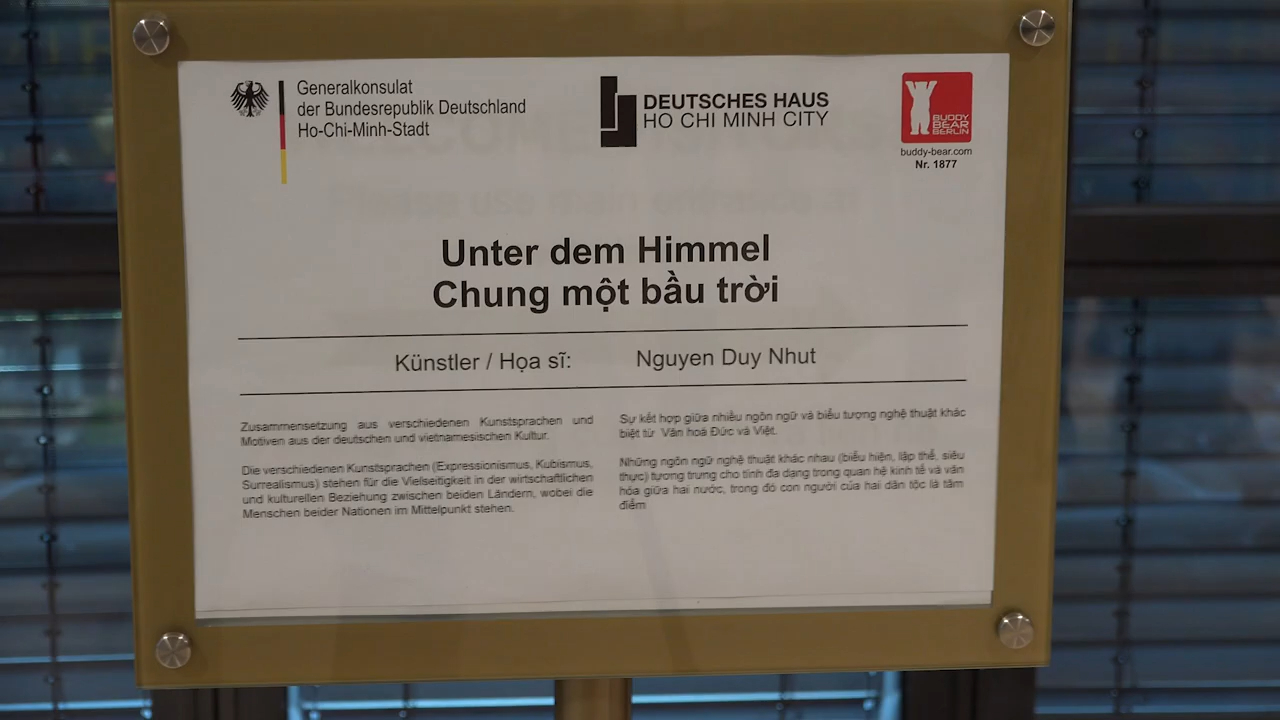 Generalkonsulat
der Bundesrepublik Deutschland
Ho-Chi-Minh-Stadt
DEUTSCHES HAUS
HO CHI MINH CITY
BUDDY
BEAR
BERLIN
buddy-bear.com
Nr. 1877
Unter dem Himmel
Chung một bầu trời
Künstler / Họa sĩ: Nguyen Duy Nhut
Zusammensetzung aus verschiedenen Kunstsprachen und
Motiven aus der deutschen und vietnamesischen Kultur.
Die verschiedenen Kunstsprachen (Expressionismus, Kubismus,
Surrealismus) stehen für die Vielseitigkeit in der wirtschaftlichen
und kulturellen Beziehung zwischen beiden Ländern, wobei die
Menschen beider Nationen im Mittelpunkt stehen.
Sự kết hợp giữa nhiều ngôn ngữ và biểu tượng nghệ thuật khác
biệt từ Văn hoá Đức và Việt.
Những ngôn ngữ nghệ thuật khác nhau (biểu hiện, lập thể, siêu
thực) tượng trưng cho tính đa dạng trong quan hệ kinh tế và văn
hóa giữa hai nước, trong đó con người của hai dân tộc là tâm
điểm